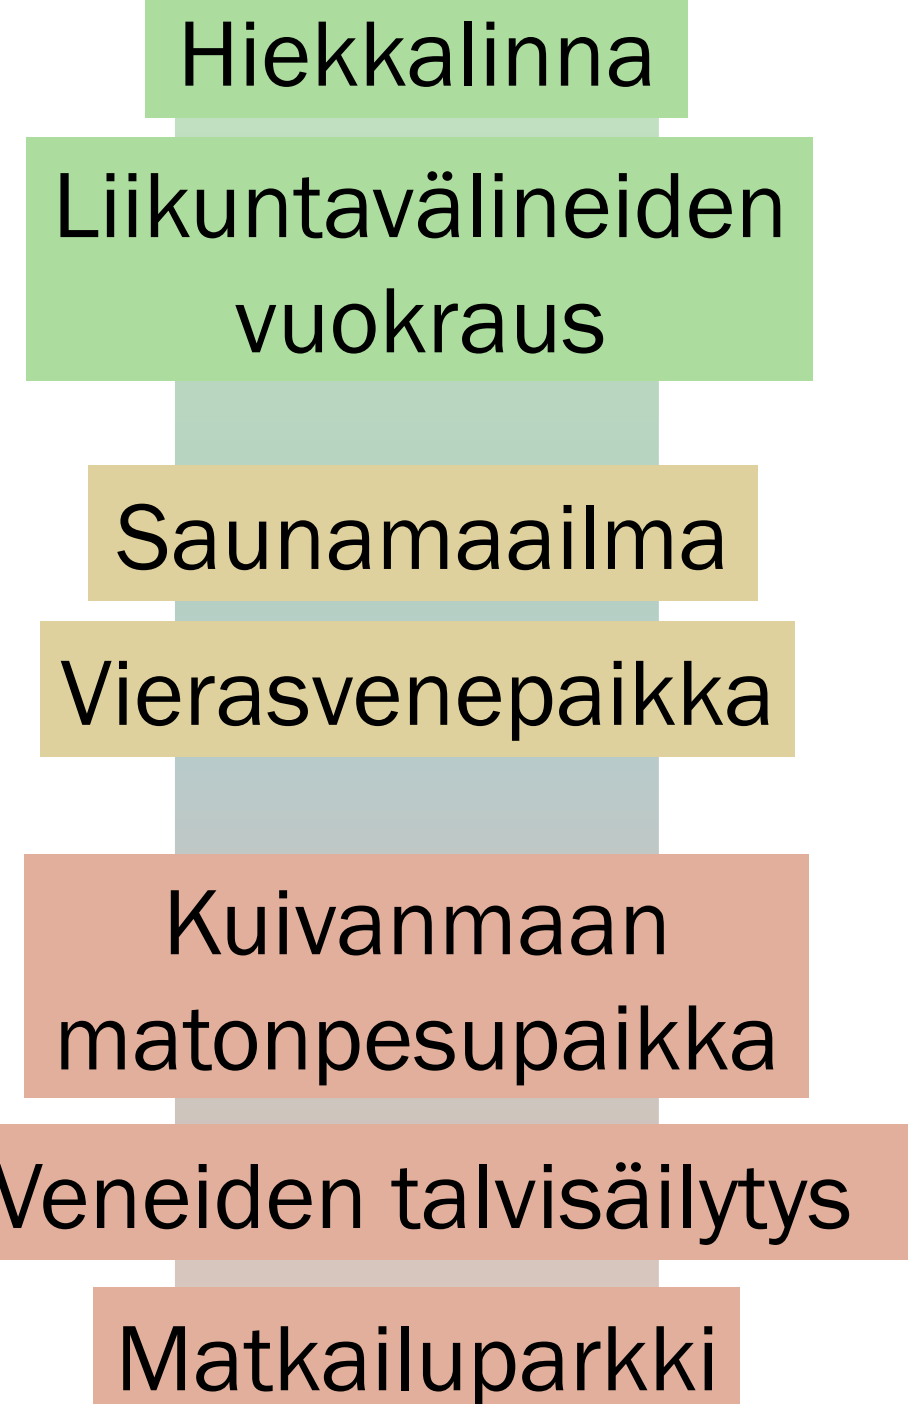 Hiekkalinna
Liikuntavälineiden
vuokraus
Saunamaailma
Vierasvenepaikka
Kuivanmaan
matonpesupaikka
Veneiden talvisäilytys
Matkailuparkki